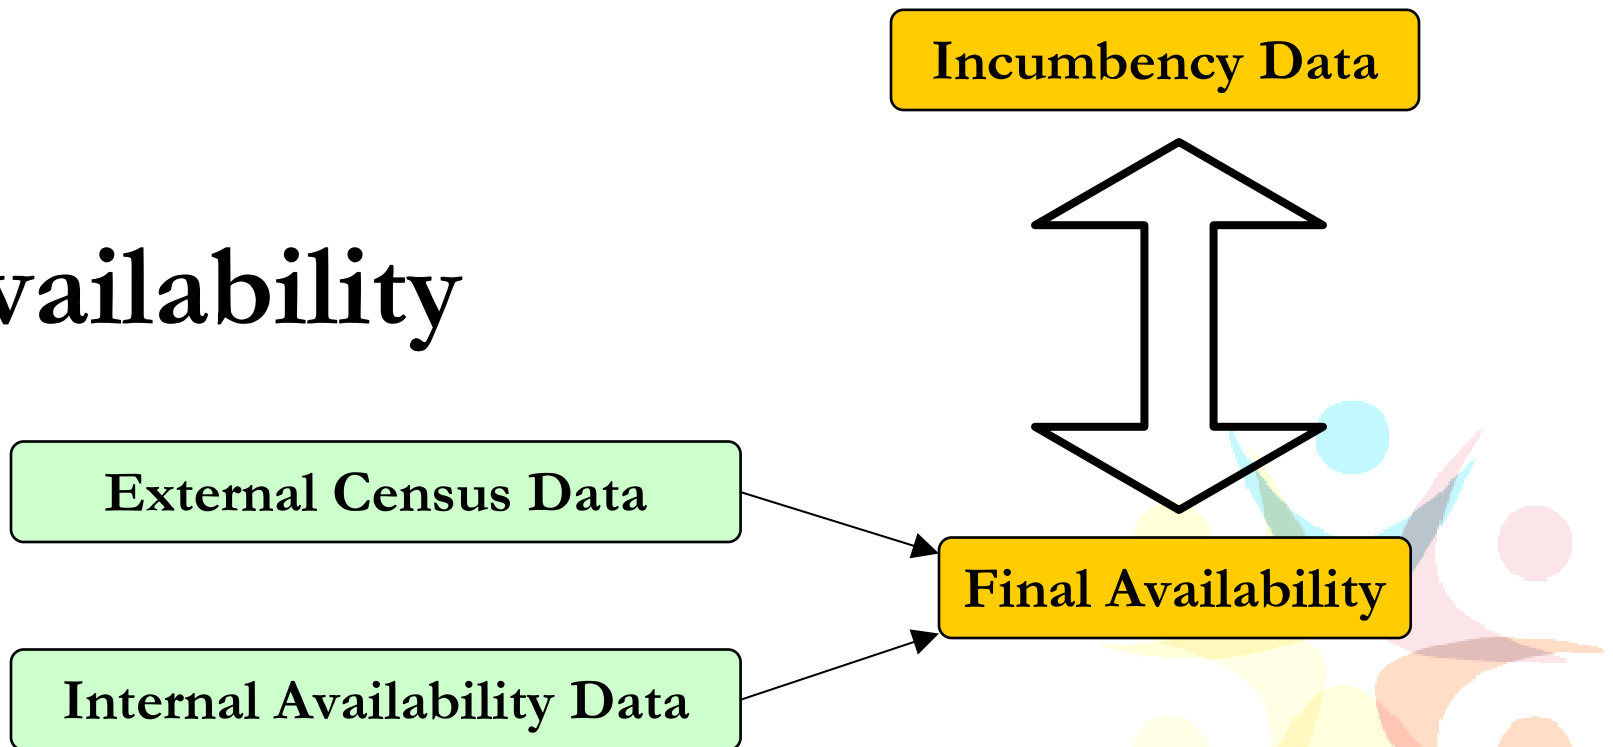 Incumbency Data
vailability
External Census Data
Final Availability
Internal Availability Data